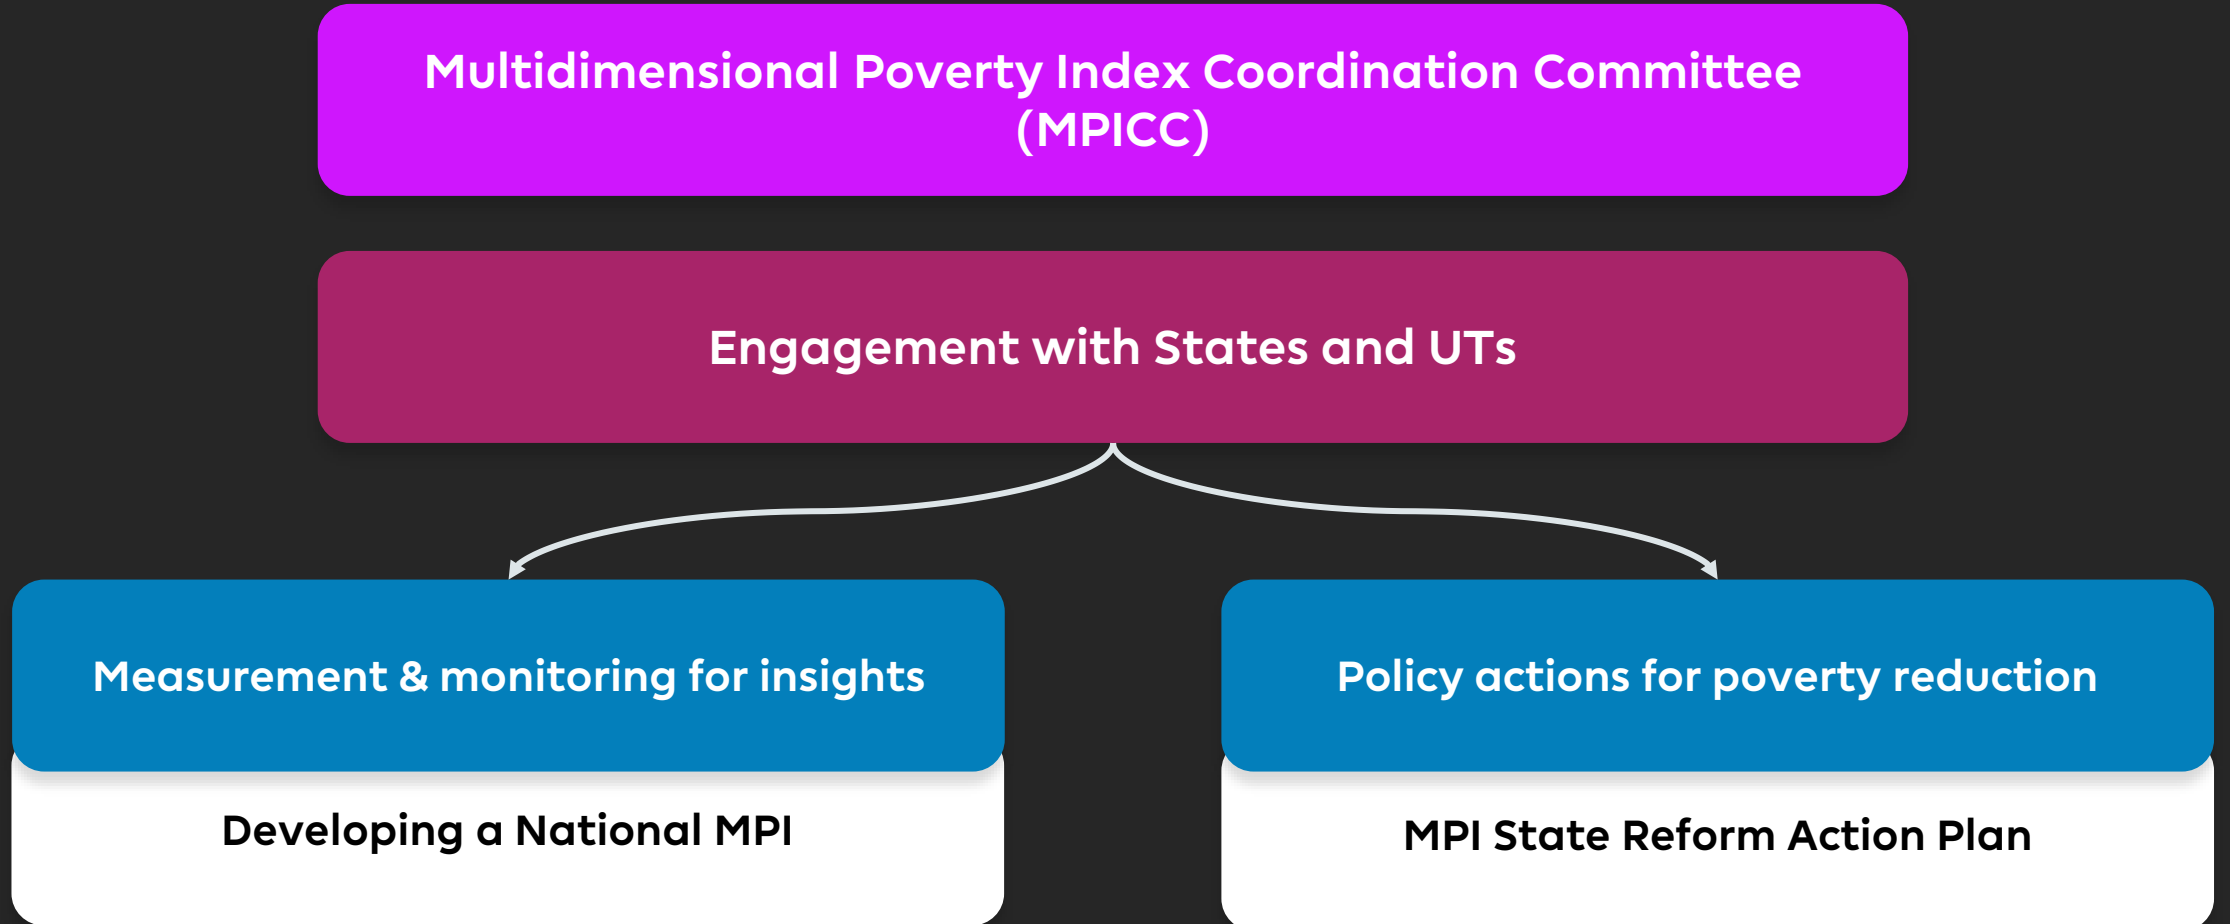 Multidimensional Poverty Index Coordination Committee
(MPICC)
Engagement with States and UTs
Measurement & monitoring for insights
Policy actions for poverty reduction
Developing a National MPI
MPI State Reform Action Plan